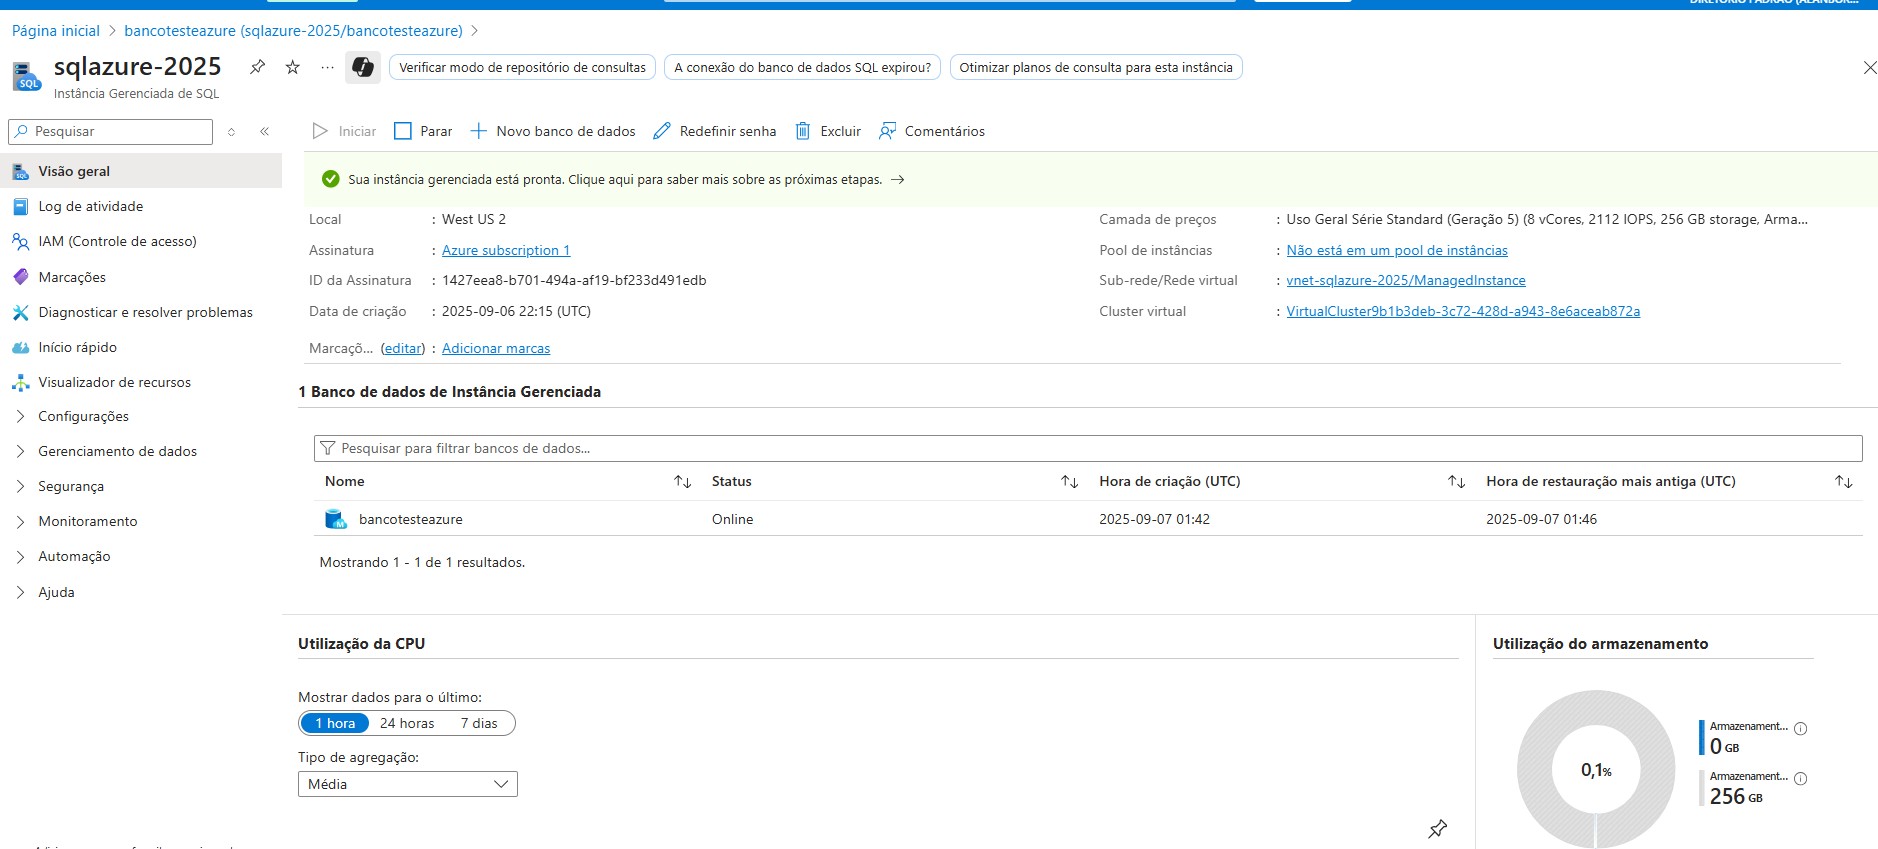 Página inicial > bancotesteazure (sqlazure-2025/bancotesteazure) >
sqlazure-2025
Instância Gerenciada de SQL
Verificar modo de repositório de consultas
A conexão do banco de dados SQL expirou?
Otimizar planos de consulta para esta instância
Pesquisar
Visão geral
Log de atividade
IAM (Controle de acesso)
Marcações
Diagnosticar e resolver problemas
Início rápido
Visualizador de recursos
Configurações
Gerenciamento de dados
Segurança
Monitoramento
Automação
Ajuda
Iniciar Parar Novo banco de dados Redefinir senha Excluir Comentários
Sua instância gerenciada está pronta. Clique aqui para saber mais sobre as próximas etapas. →
Local : West US 2
Assinatura : Azure subscription 1
ID da Assinatura : 1427eea8-b701-494a-af19-bf233d491edb
Data de criação : 2025-09-06 22:15 (UTC)
Marcaçõ... (editar) : Adicionar marcas
Camada de preços : Uso Geral Série Standard (Geração 5) (8 vCores, 2112 IOPS, 256 GB storage, Arma...
Pool de instâncias : Não está em um pool de instâncias
Sub-rede/Rede virtual : vnet-sqlazure-2025/ManagedInstance
Cluster virtual : VirtualCluster9b1b3deb-3c72-428d-a943-8e6aceab872a
1 Banco de dados de Instância Gerenciada
Pesquisar para filtrar bancos de dados...
Nome Status Hora de criação (UTC) Hora de restauração mais antiga (UTC)
bancotesteazure Online 2025-09-07 01:42 2025-09-07 01:46
Mostrando 1 - 1 de 1 resultados.
Utilização da CPU
Mostrar dados para o último:
1 hora 24 horas 7 dias
Tipo de agregação:
Média
Utilização do armazenamento
0,1%
Armazenament...
0 GB
Armazenament...
256 GB